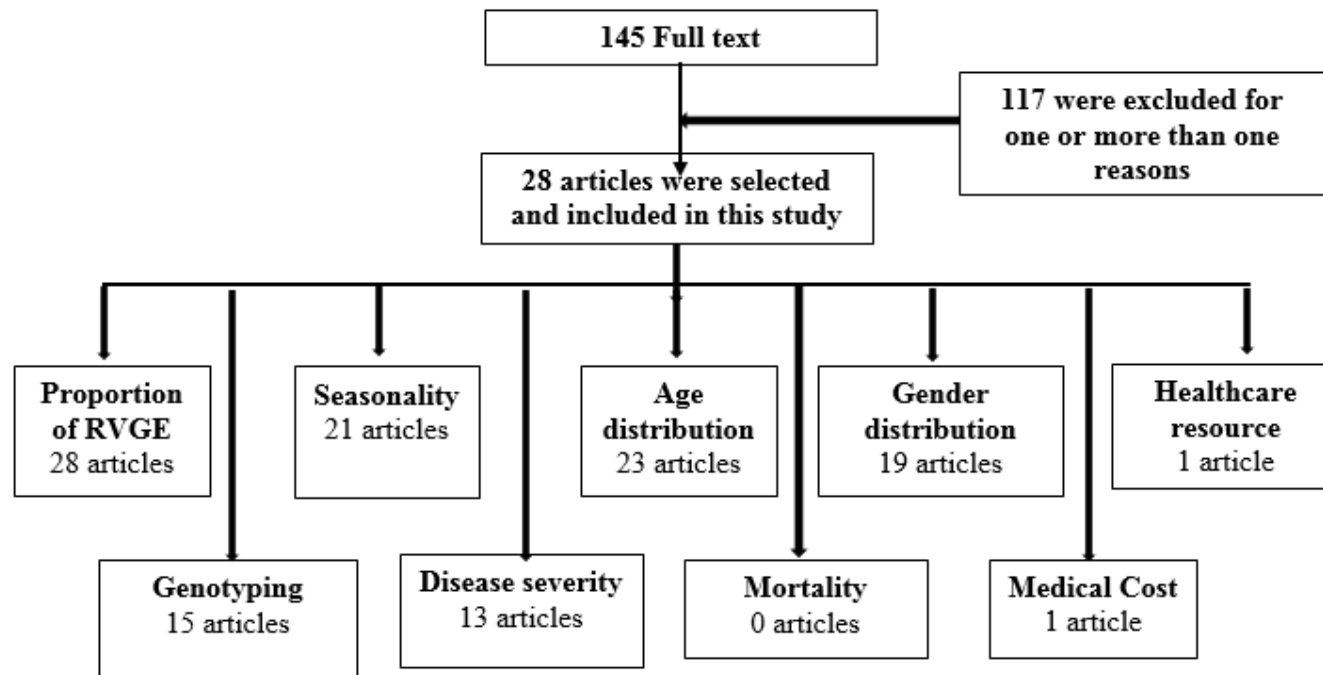 145 Full text
117 were excluded for
one or more than one
reasons
28 articles were selected
and included in this study
Proportion
of RVGE
28 articles
Seasonality
21 articles
Age
distribution
23 articles
Gender
distribution
19 articles
Healthcare
resource
1 article
Genotyping
15 articles
Disease severity
13 articles
Mortality
0 articles
Medical Cost
1 article